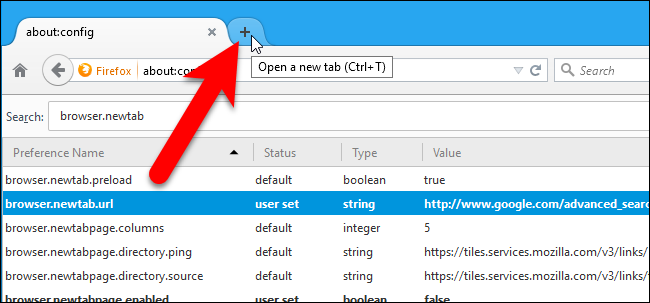 about:config
Open a new tab (Ctrl+T)
Firefox about:con
Search
Search: browser.newtab
Preference Name Status Type Value
browser.newtab.preload default boolean true
browser.newtab.url user set string http://www.google.com/advanced_sear
browser.newtabpage.columns default integer 5
browser.newtabpage.directory.ping default string https://tiles.services.mozilla.com/v3/links/
browser.newtabpage.directory.source default string https://tiles.services.mozilla.com/v3/links/
browser.newtabpage.enabled user set boolean false